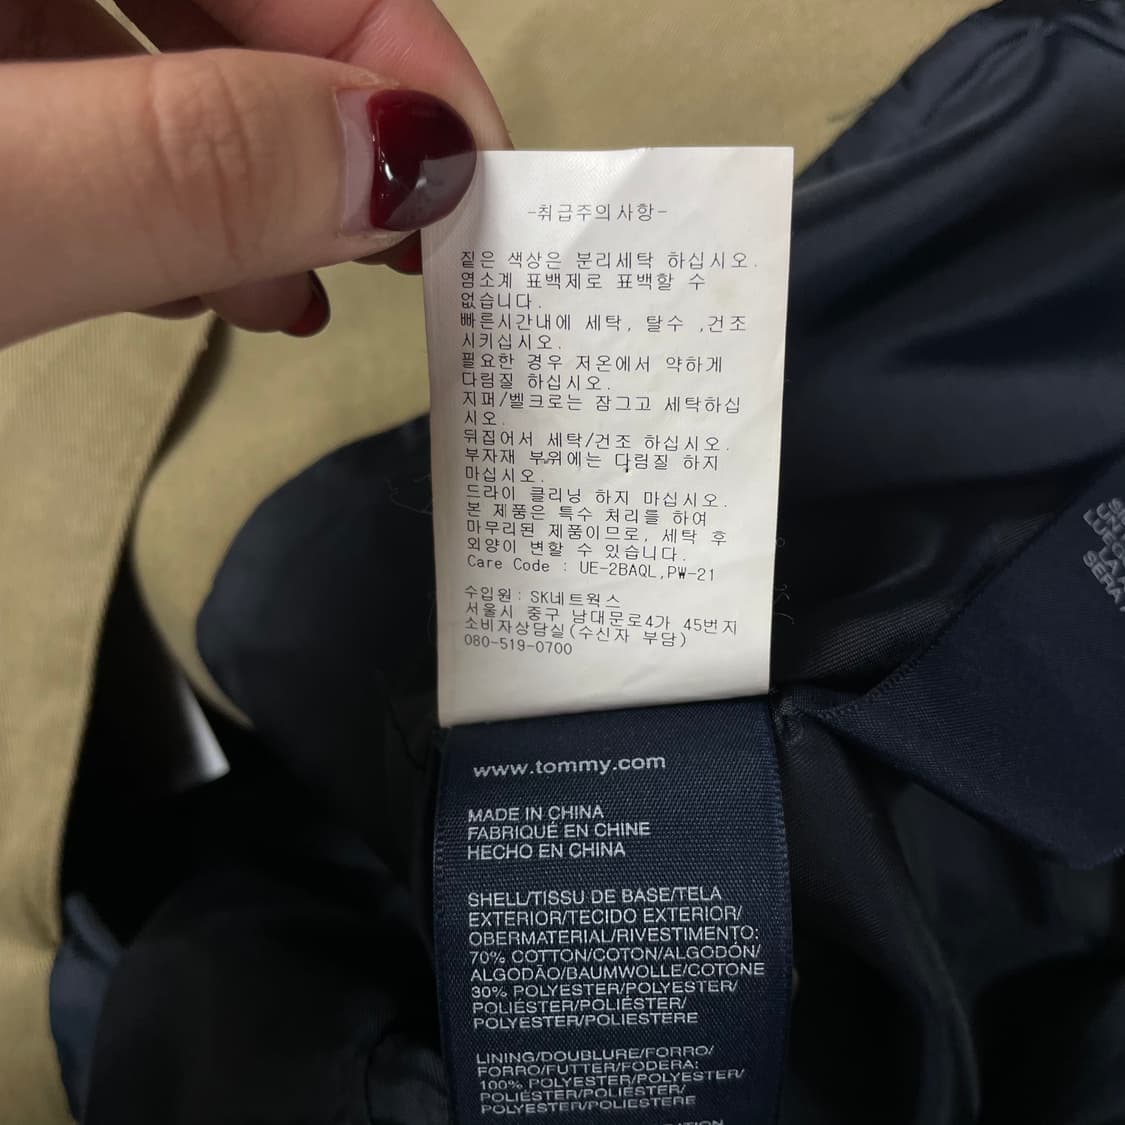 -취급주의사항-
짙은 색상은 분리세탁 하십시오.
염소계 표백제로 표백할 수
없습니다.
빠른시간내에 세탁, 탈수 ,건조
시키십시오.
필요한 경우 저온에서 약하게
다림질 하십시오.
지퍼/벨크로는 잠그고 세탁하십
시오.
뒤집어서 세탁/건조 하십시오.
부자재 부위에는 다림질 하지
마십시오.
드라이 클리닝 하지 마십시오.
본 제품은 특수 처리를 하여
마무리된 제품이므로, 세탁 후
외양이 변할 수 있습니다.
Care Code : UE-2BAQL,PW-21
수입원 : SK네트웍스
서울시 중구 남대문로4가 45번지
소비자상담실(수신자 부담)
080-519-0700
www.tommy.com
MADE IN CHINA
FABRIQUÉ EN CHINE
HECHO EN CHINA
SHELL/TISSU DE BASE/TELA
EXTERIOR/TECIDO EXTERIOR/
OBERMATERIAL/RIVESTIMENTO:
70% COTTON/COTON/ALGODÓN/
ALGODÃO/BAUMWOLLE/COTONE
30% POLYESTER/POLYESTER/
POLIÉSTER/POLIÉSTER/
POLYESTER/POLIESTERE
LINING/DOUBLURE/FORRO/
FORRO/FUTTER/FODERA:
100% POLYESTER/POLYESTER/
POLIÉSTER/POLIÉSTER/
POLYESTER/POLIESTERE